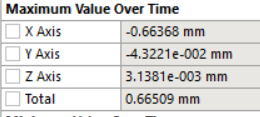 Maximum Value Over Time
X Axis -0.66368 mm
Y Axis -4.3221e-002 mm
Z Axis 3.1381e-003 mm
Total 0.66509 mm